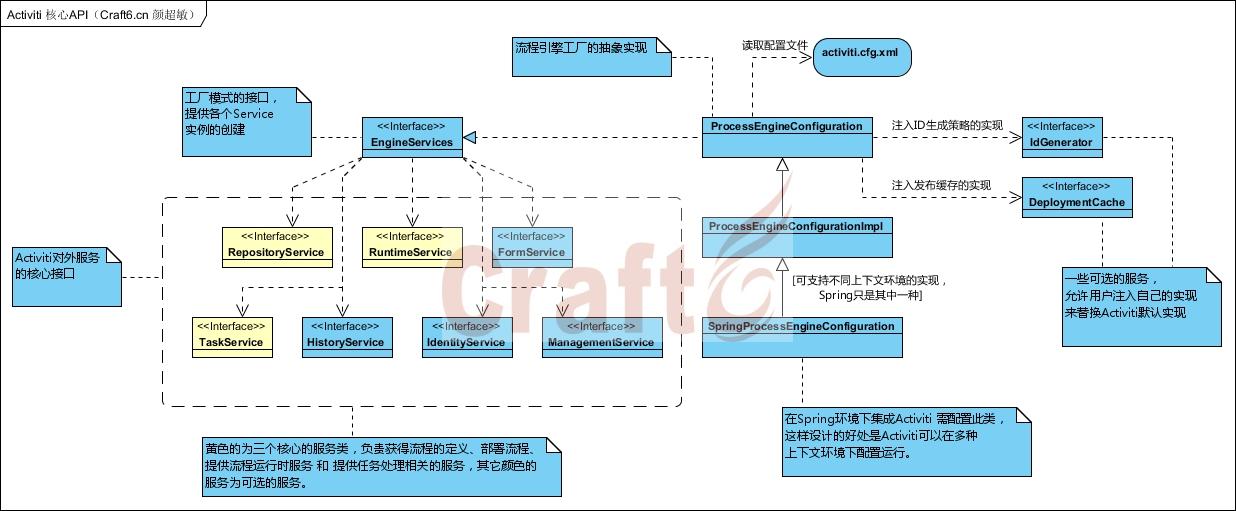 Activiti 核心API（Craft6.cn 颜超敏）
流程引擎工厂的抽象实现
读取配置文件
activiti.cfg.xml
工厂模式的接口，
提供各个Service
实例的创建
<<Interface>>
EngineServices
ProcessEngineConfiguration
注入ID生成策略的实现
<<Interface>>
IdGenerator
注入发布缓存的实现
<<Interface>>
DeploymentCache
Activiti对外服务
的核心接口
<<Interface>>
RepositoryService
<<Interface>>
RuntimeService
<<Interface>>
FormService
ProcessEngineConfigurationImpl
[可支持不同上下文环境的实现，
Spring只是其中一种]
一些可选的服务，
允许用户注入自己的实现
来替换Activiti默认实现
<<Interface>>
TaskService
<<Interface>>
HistoryService
<<Interface>>
IdentityService
<<Interface>>
ManagementService
SpringProcessEngineConfiguration
Craft6
黄色的为三个核心的服务类，负责获得流程的定义、部署流程、
提供流程运行时服务 和 提供任务处理相关的服务，其它颜色的
服务为可选的服务。
在Spring环境下集成Activiti 需配置此类，
这样设计的好处是Activiti可以在多种
上下文环境下配置运行。